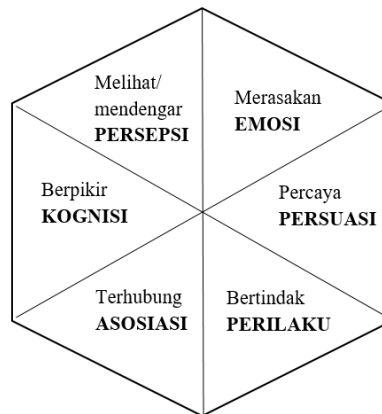 Melihat/
mendengar
PERSEPSI
Merasakan
EMOSI
Berpikir
KOGNISI
Percaya
PERSUASI
Terhubung
ASOSIASI
Bertindak
PERILAKU